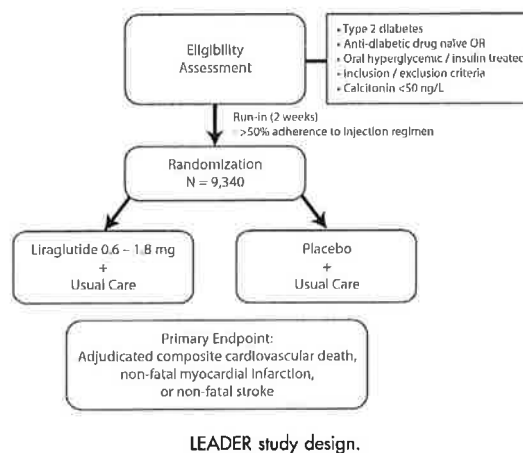 Eligibility
Assessment
• Type 2 diabetes
• Anti-diabetic drug naïve OR
• Oral hyperglycemic / insulin treated
• Inclusion / exclusion criteria
• Calcitonin <50 ng/L
Run-in (2 weeks)
>50% adherence to injection regimen
Randomization
N = 9,340
Liraglutide 0.6 – 1.8 mg
+
Usual Care
Placebo
+
Usual Care
Primary Endpoint:
Adjudicated composite cardiovascular death,
non-fatal myocardial infarction,
or non-fatal stroke
LEADER study design.